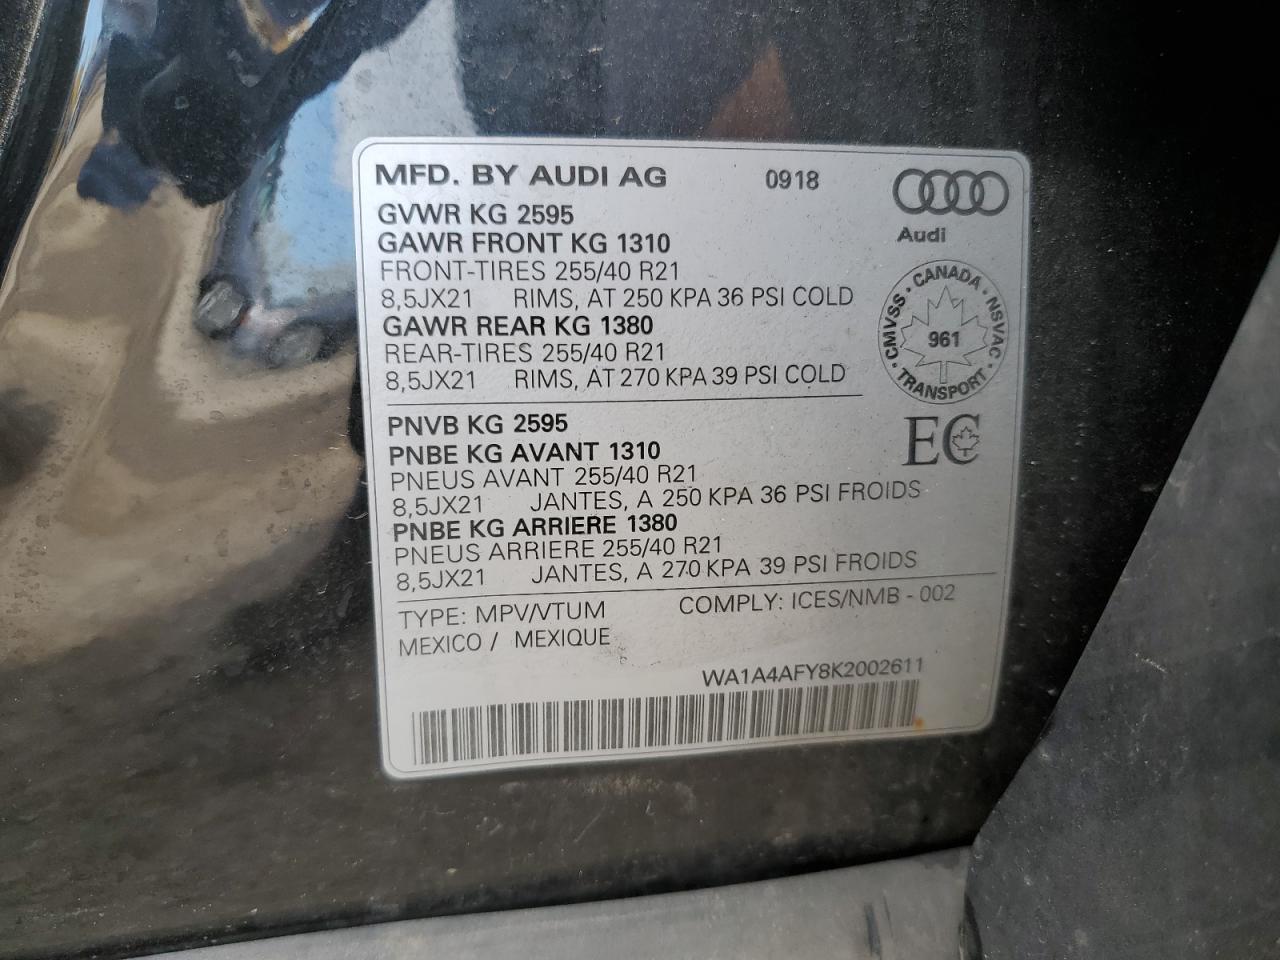 MFD. BY AUDI AG 0918
Audi
GVWR KG 2595
GAWR FRONT KG 1310
FRONT-TIRES 255/40 R21
8,5JX21 RIMS, AT 250 KPA 36 PSI COLD
GAWR REAR KG 1380
REAR-TIRES 255/40 R21
8,5JX21 RIMS, AT 270 KPA 39 PSI COLD
CMVSS · CANADA · NSVAC · TRANSPORT ·
961
PNVB KG 2595
EC
PNBE KG AVANT 1310
PNEUS AVANT 255/40 R21
8,5JX21 JANTES, A 250 KPA 36 PSI FROIDS
PNBE KG ARRIERE 1380
PNEUS ARRIERE 255/40 R21
8,5JX21 JANTES, A 270 KPA 39 PSI FROIDS
TYPE: MPV/VTUM COMPLY: ICES/NMB - 002
MEXICO / MEXIQUE
WA1A4AFY8K2002611